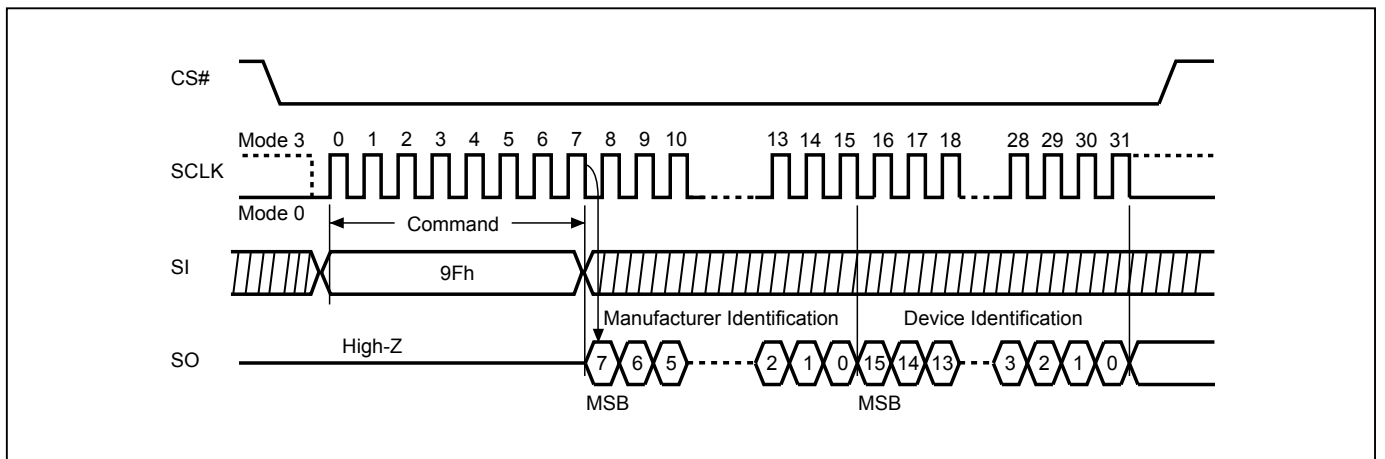 CS#
Mode 3 0 1 2 3 4 5 6 7 8 9 10 13 14 15 16 17 18 28 29 30 31
SCLK
Mode 0
Command
SI
9Fh
Manufacturer Identification Device Identification
High-Z
SO
7 6 5 2 1 0 15 14 13 3 2 1 0
MSB MSB